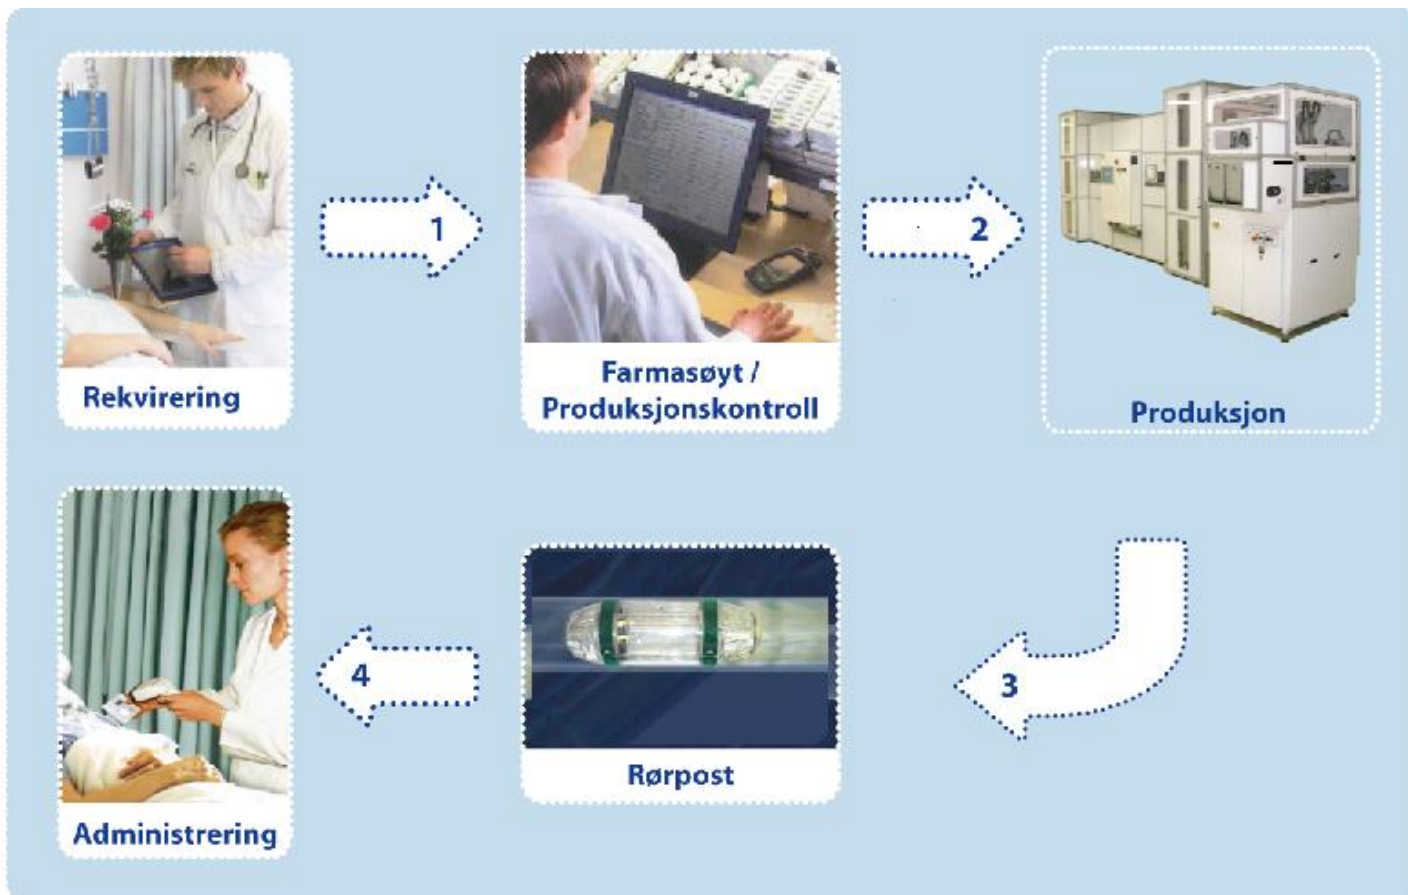 Rekvirering
1
Farmasøyt /
Produksjonskontroll
2
Produksjon
3
Rørpost
4
Administrering